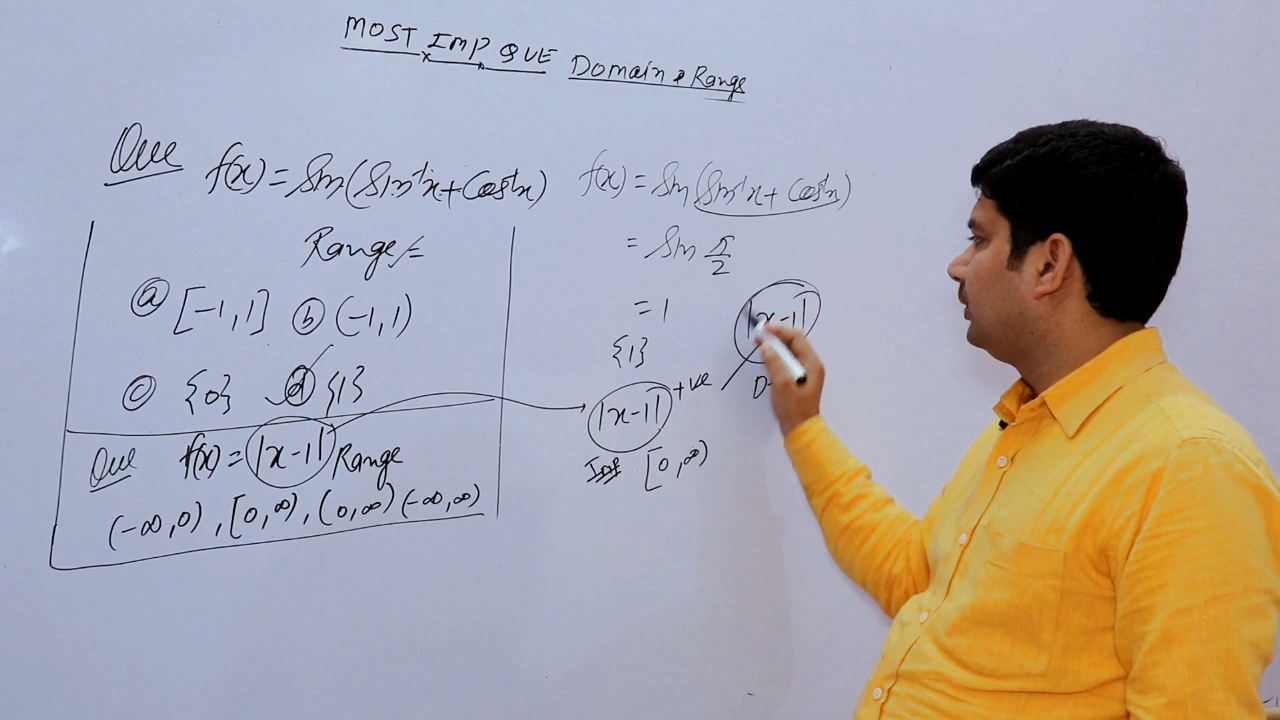 MOST IMP QUE Domain & Range
Que f(x) = Sin(Sin⁻¹x + Cos⁻¹x)
Range =
ⓐ [-1,1] ⓑ (-1,1)
ⓒ {0} ⓓ {1}
Que f(x) = |x-1| Range
(-∞,0), [0,∞), (0,∞) (-∞,∞)
f(x) = Sin(Sin⁻¹x + Cos⁻¹x)
= Sin π/2
= 1
{1}
|x-1| +ve
[0,∞)
|x-1|